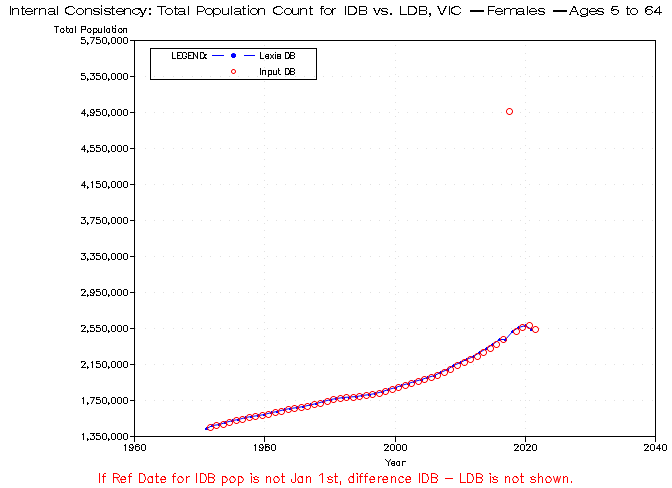 Internal Consistency: Total Population Count for IDB vs. LDB, VIC —Females —Ages 5 to 64
Total Population
5,750,000
LEGEND: Lexis DB
Input DB
5,350,000
4,950,000
4,550,000
4,150,000
3,750,000
3,350,000
2,950,000
2,550,000
2,150,000
1,750,000
1,350,000
1960 1980 2000 2020 2040
Year
If Ref Date for IDB pop is not Jan 1st, difference IDB – LDB is not shown.